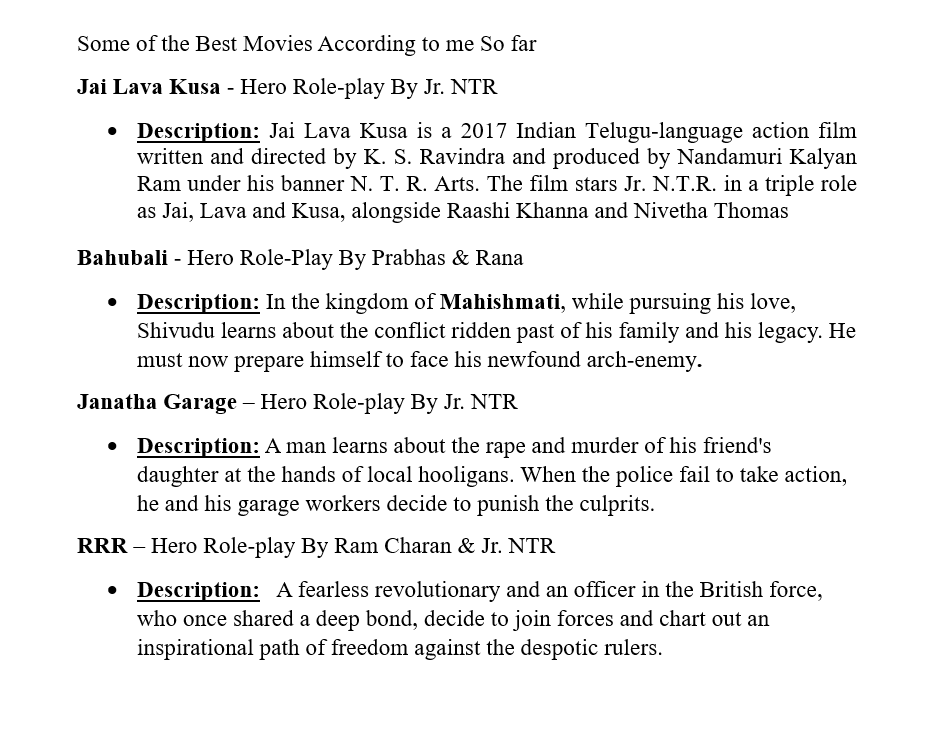 Some of the Best Movies According to me So far
Jai Lava Kusa - Hero Role-play By Jr. NTR
• Description: Jai Lava Kusa is a 2017 Indian Telugu-language action film
written and directed by K. S. Ravindra and produced by Nandamuri Kalyan
Ram under his banner N. T. R. Arts. The film stars Jr. N.T.R. in a triple role
as Jai, Lava and Kusa, alongside Raashi Khanna and Nivetha Thomas
Bahubali - Hero Role-Play By Prabhas & Rana
• Description: In the kingdom of Mahishmati, while pursuing his love,
Shivudu learns about the conflict ridden past of his family and his legacy. He
must now prepare himself to face his newfound arch-enemy.
Janatha Garage – Hero Role-play By Jr. NTR
• Description: A man learns about the rape and murder of his friend's
daughter at the hands of local hooligans. When the police fail to take action,
he and his garage workers decide to punish the culprits.
RRR – Hero Role-play By Ram Charan & Jr. NTR
• Description: A fearless revolutionary and an officer in the British force,
who once shared a deep bond, decide to join forces and chart out an
inspirational path of freedom against the despotic rulers.